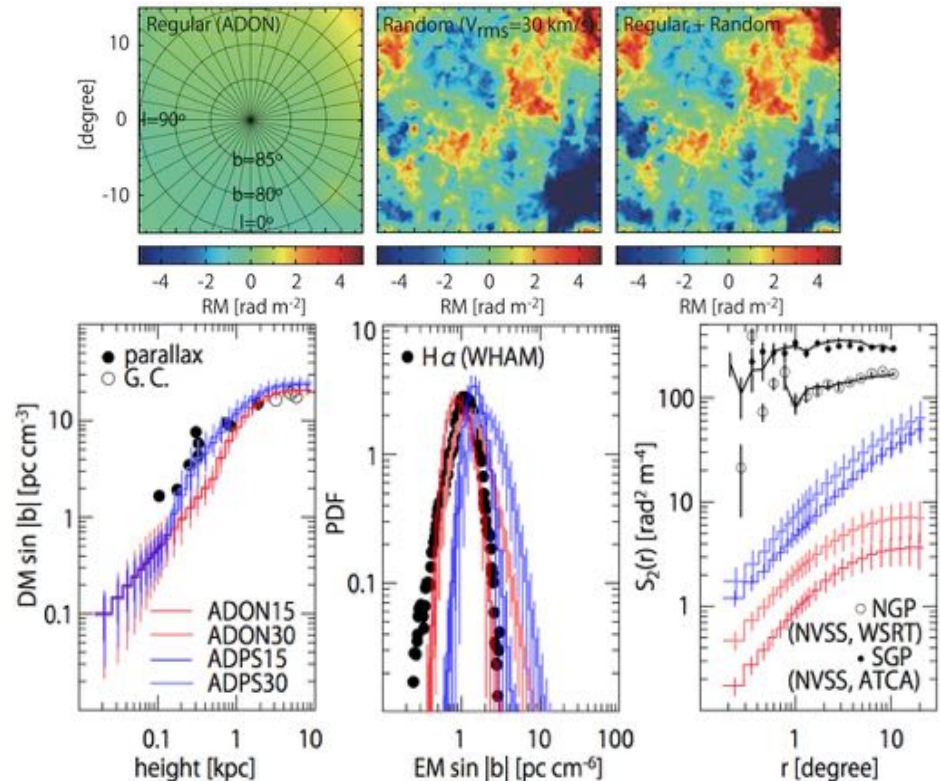 Regular (ADON)
Random (Vrms=30 km/s)
Regular + Random
[degree]
10
0
-10
l=90°
b=85°
b=80°
l=0°
-4 -2 0 2 4
-4 -2 0 2 4
-4 -2 0 2 4
RM [rad m-2]
RM [rad m-2]
RM [rad m-2]
DM sin |b| [pc cm-3]
10
1
0.1
parallax
G. C.
ADON15
ADON30
ADPS15
ADPS30
0.1 1 10
height [kpc]
PDF
10
1
0.1
Hα (WHAM)
1 10 100
EM sin |b| [pc cm-6]
S2(r) [rad2 m-4]
100
10
1
NGP
(NVSS, WSRT)
SGP
(NVSS, ATCA)
1 10
r [degree]